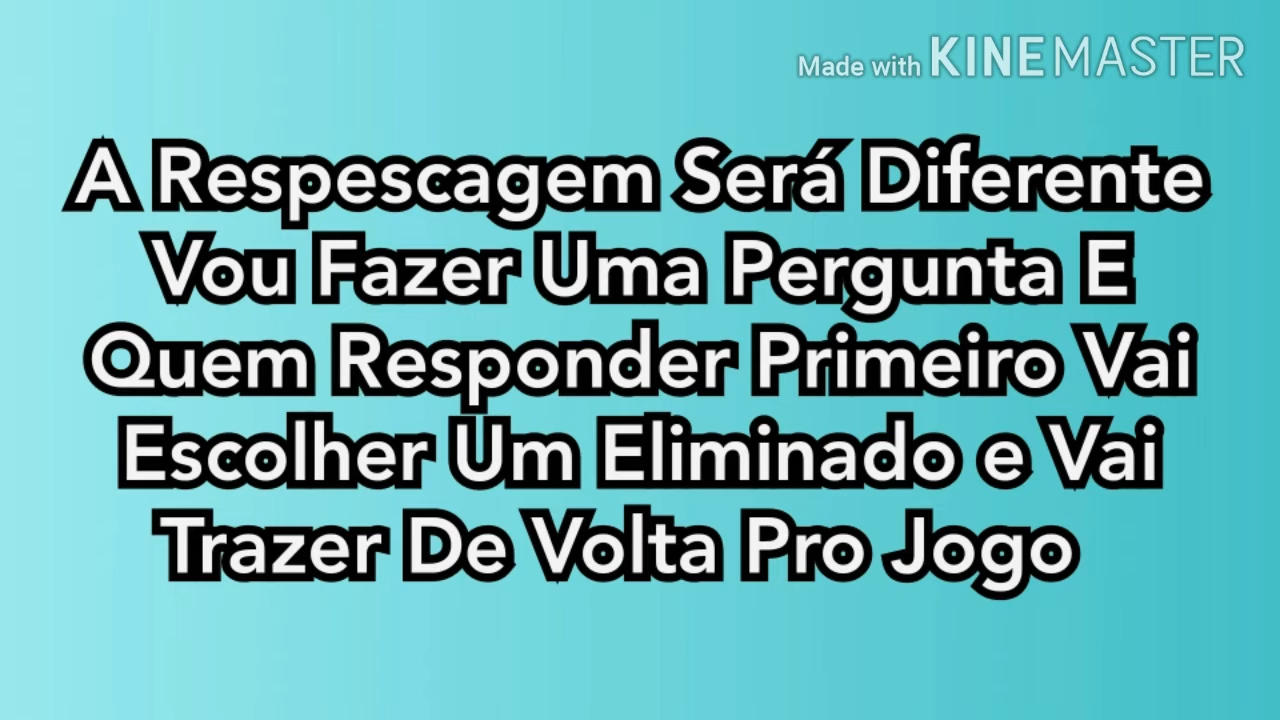 Made with KINEMASTER
A Respescagem Será Diferente
Vou Fazer Uma Pergunta E
Quem Responder Primeiro Vai
Escolher Um Eliminado e Vai
Trazer De Volta Pro Jogo